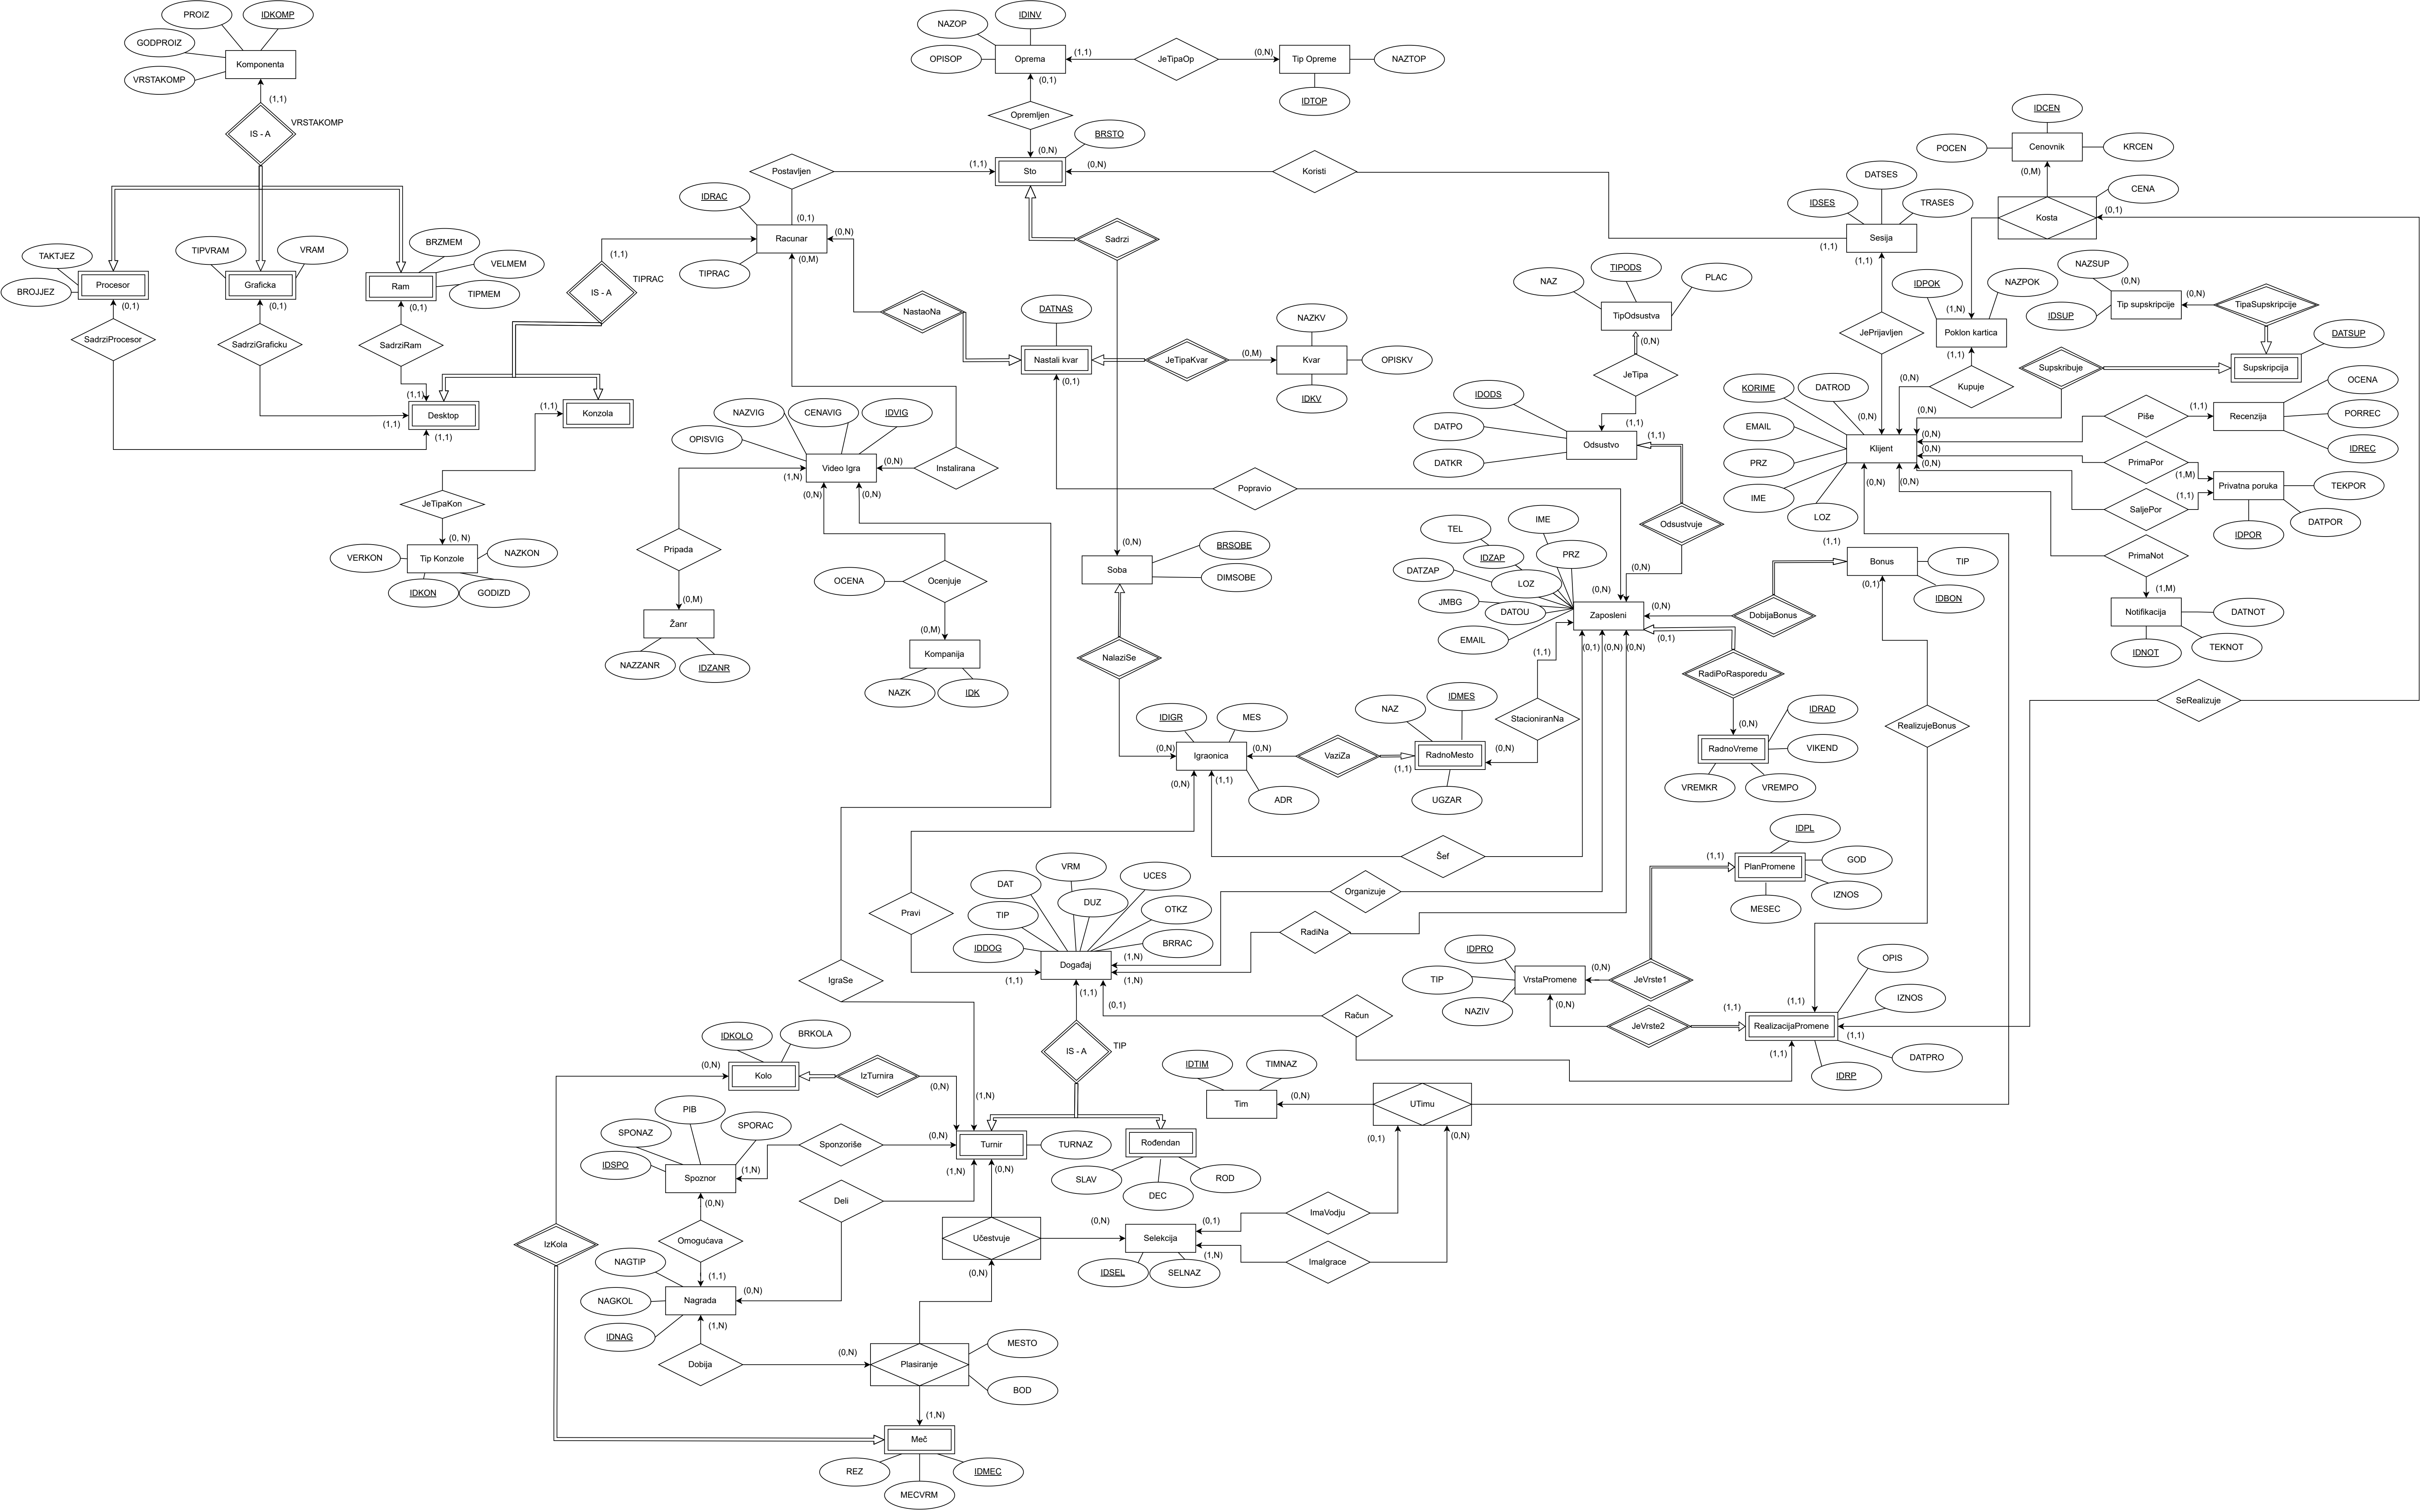 PROIZ
IDKOMP
GODPROIZ
VRSTAKOMP
Komponenta
(1,1)
IS - A
VRSTAKOMP
TAKTJEZ
BROJJEZ
Procesor
(0,1)
TIPVRAM
VRAM
Graficka
(0,1)
BRZMEM
VELMEM
TIPMEM
Ram
(0,1)
SadrziProcesor
SadrziGraficku
SadrziRam
(1,1)
(1,1)
(1,1)
Desktop
IS - A
TIPRAC
(1,1)
Konzola
(1,1)
JeTipaKon
(0, N)
VERKON
Tip Konzole
NAZKON
IDKON
GODIZD
NAZOP
IDINV
OPISOP
Oprema
(1,1)
JeTipaOp
(0,N)
Tip Opreme
NAZTOP
IDTOP
(0,1)
Opremljen
(0,N)
BRSTO
Sto
(1,1)
Postavljen
(0,1)
(0,N)
Koristi
IDRAC
TIPRAC
Racunar
(0,N)
(0,M)
Sadrzi
NastaoNa
DATNAS
Nastali kvar
(0,1)
JeTipaKvar
(0,M)
NAZKV
Kvar
OPISKV
IDKV
NAZVIG
CENAVIG
IDVIG
OPISVIG
Video Igra
(1,N)
(0,N)
(0,N)
(0,N)
Instalirana
Popravio
Pripada
(0,M)
Žanr
NAZZANR
IDZANR
OCENA
Ocenjuje
(0,M)
Kompanija
NAZK
IDK
(0,N)
Soba
BRSOBE
DIMSOBE
NalaziSe
IDIGR
MES
Igraonica
ADR
(0,N)
(0,N)
(0,N)
(1,1)
VaziZa
(1,1)
NAZ
IDMES
RadnoMesto
UGZAR
(0,N)
StacioniranNa
(1,1)
IDCEN
POCEN
Cenovnik
KRCEN
(0,M)
CENA
Kosta
(0,1)
DATSES
IDSES
TRASES
Sesija
(1,1)
(1,1)
JePrijavljen
(0,N)
IDPOK
NAZPOK
(1,N)
Poklon kartica
(1,1)
Kupuje
(0,N)
NAZSUP
(0,N)
IDSUP
Tip supskripcije
(0,N)
TipaSupskripcije
DATSUP
Supskripcija
Supskribuje
(0,N)
NAZ
TIPODS
PLAC
TipOdsustva
(0,N)
JeTipa
(1,1)
IDODS
DATPO
DATKR
Odsustvo
(1,1)
Odsustvuje
(0,N)
KORIME
DATROD
EMAIL
PRZ
IME
LOZ
Klijent
(0,N)
(0,N)
(0,N)
(0,N)
(0,N)
Piše
(1,1)
Recenzija
OCENA
PORREC
IDREC
PrimaPor
(1,M)
SaljePor
(1,1)
Privatna poruka
TEKPOR
DATPOR
IDPOR
PrimaNot
(1,M)
Notifikacija
DATNOT
TEKNOT
IDNOT
TEL
IME
IDZAP
PRZ
DATZAP
LOZ
JMBG
DATOU
EMAIL
Zaposleni
(0,N)
(0,N)
DobijaBonus
(1,1)
Bonus
TIP
IDBON
(0,1)
(0,1)
RadiPoRasporedu
(0,N)
RadnoVreme
IDRAD
VIKEND
VREMKR
VREMPO
(0,1)
(0,N)
(0,N)
RealizujeBonus
SeRealizuje
Šef
Organizuje
RadiNa
Pravi
(1,1)
DAT
VRM
UCES
TIP
DUZ
OTKZ
IDDOG
BRRAC
Događaj
(1,N)
(1,N)
(1,1)
(0,1)
Račun
IS - A
TIP
IDPL
GOD
IZNOS
MESEC
PlanPromene
(1,1)
IDPRO
TIP
NAZIV
VrstaPromene
(0,N)
JeVrste1
(0,N)
JeVrste2
(1,1)
RealizacijaPromene
OPIS
IZNOS
DATPRO
IDRP
(1,1)
(1,1)
(1,1)
IgraSe
(1,N)
IDKOLO
BRKOLA
Kolo
(0,N)
IzTurnira
(0,N)
PIB
SPONAZ
SPORAC
IDSPO
Spoznor
(1,N)
Sponzoriše
(0,N)
Turnir
TURNAZ
(1,N)
(0,N)
Rođendan
SLAV
DEC
ROD
IDTIM
TIMNAZ
Tim
(0,N)
UTimu
(0,1)
(0,N)
(0,N)
Omogućava
(1,1)
Deli
(0,N)
NAGTIP
NAGKOL
IDNAG
Nagrada
(1,N)
Dobija
(0,N)
IzKola
Učestvuje
(0,N)
(0,N)
Selekcija
IDSEL
SELNAZ
(0,1)
(1,N)
ImaVodju
ImaIgrace
Plasiranje
MESTO
BOD
(1,N)
Meč
REZ
MECVRM
IDMEC